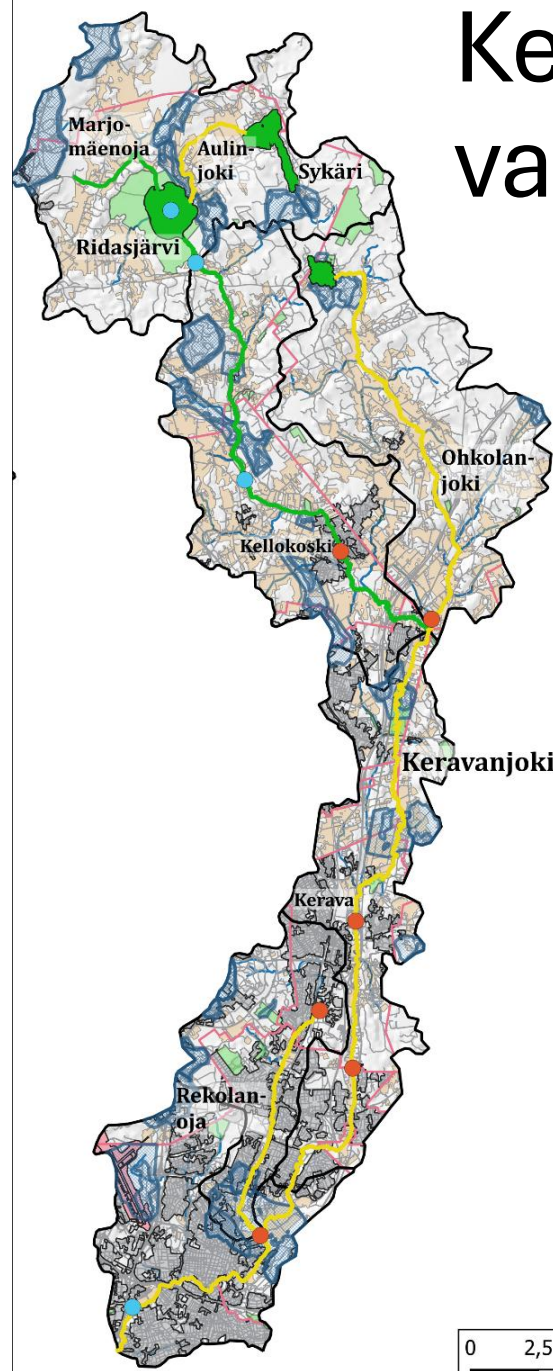 Ke
va
Marjo-
mäenoja
Aulin-
joki
Sykäri
Ridasjärvi
Ohkolan-
joki
Kellokoski
Keravanjoki
Kerava
Rekolan-
oja
0 2,5